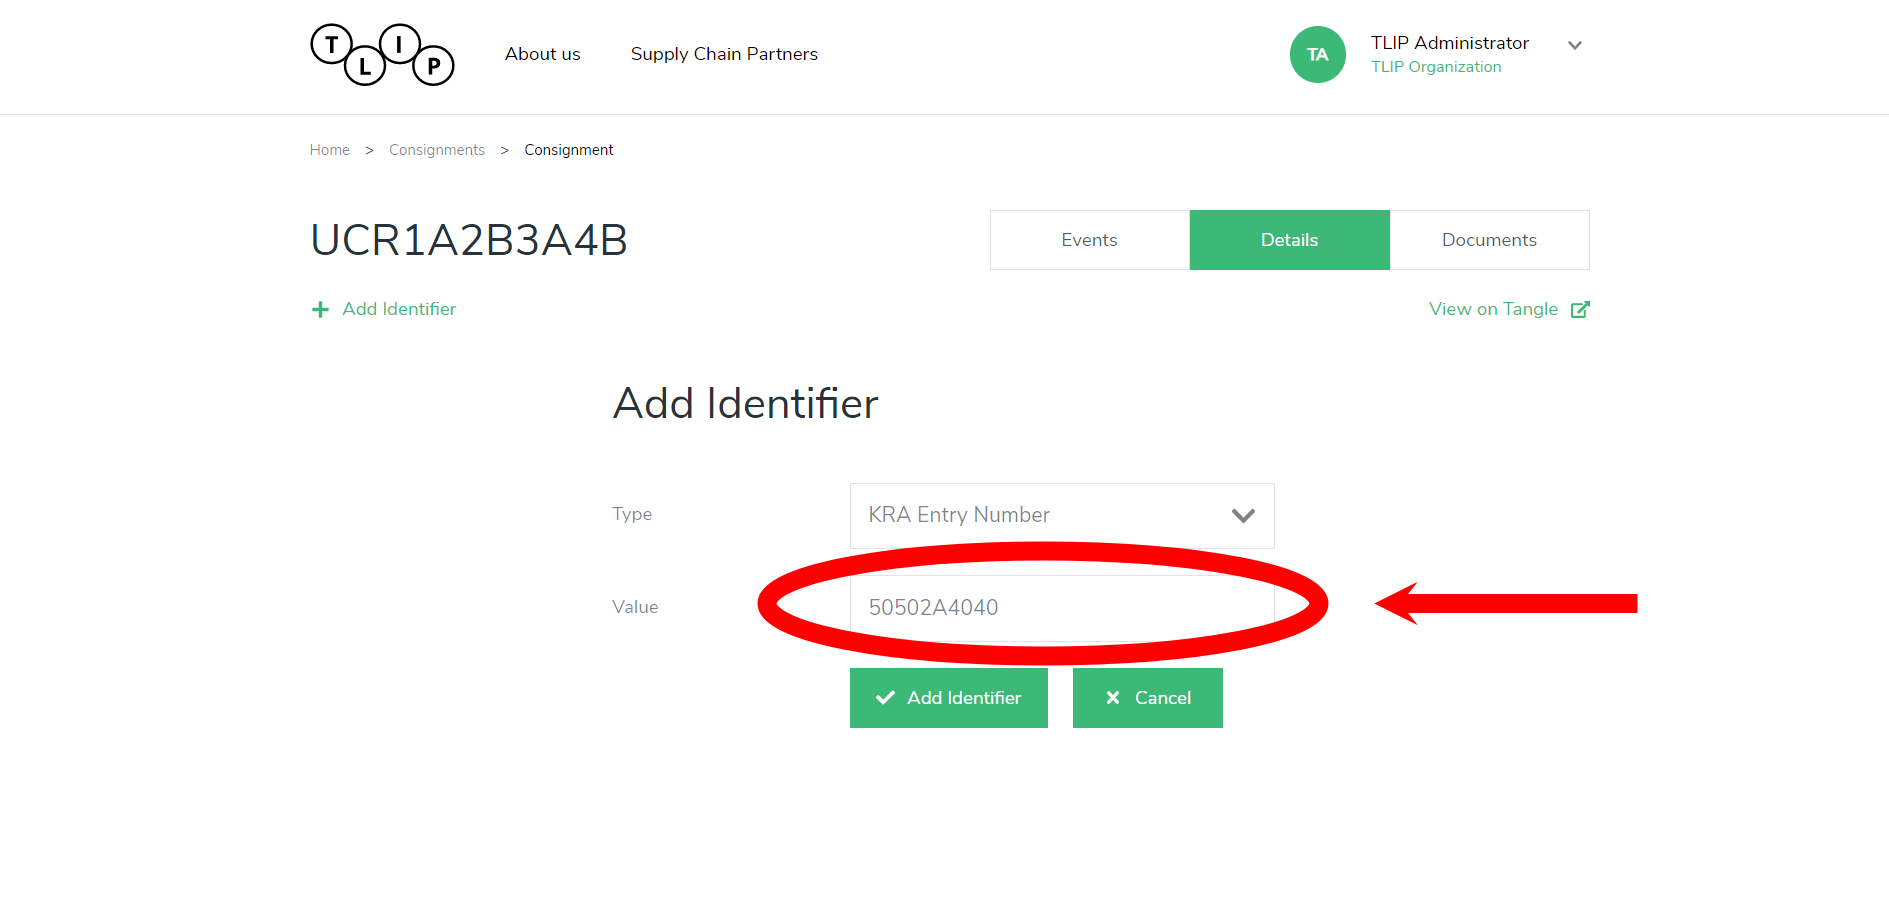 TLIP
About us
Supply Chain Partners
TA
TLIP Administrator
TLIP Organization
Home > Consignments > Consignment
UCR1A2B3A4B
Events
Details
Documents
Add Identifier
View on Tangle
Add Identifier
Type
KRA Entry Number
Value
50502A4040
Add Identifier
Cancel